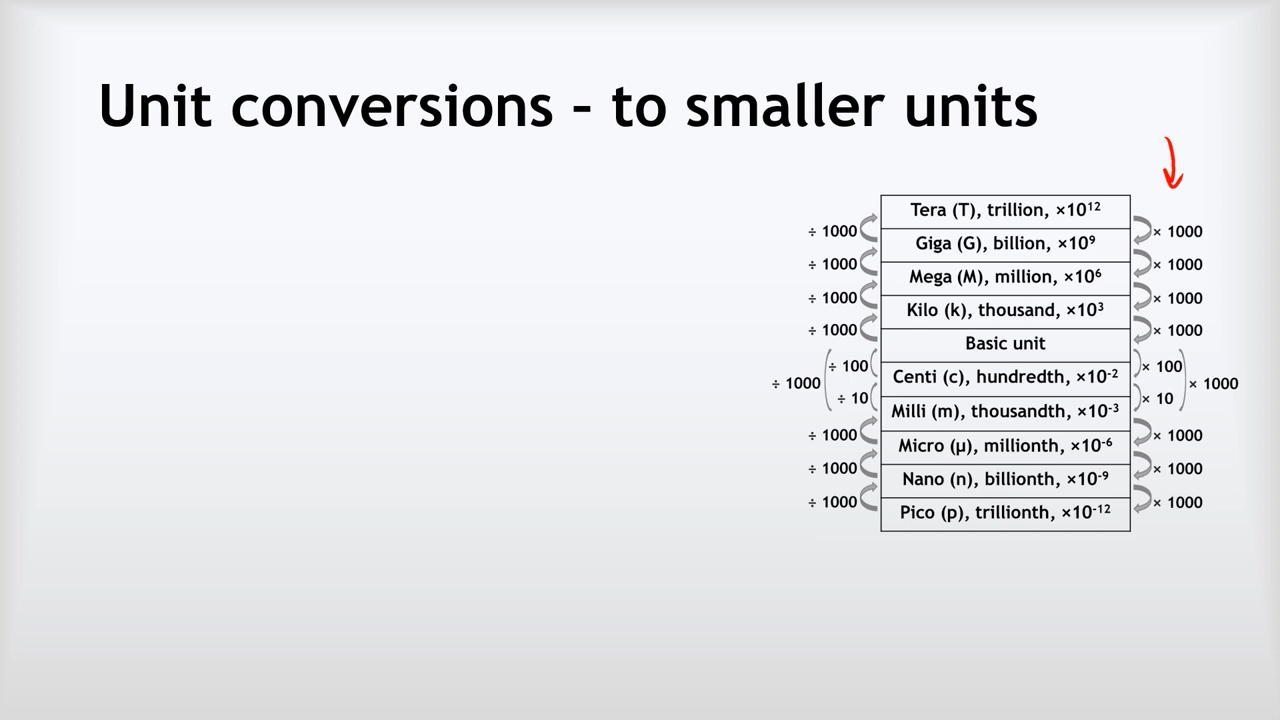 Unit conversions – to smaller units
Tera (T), trillion, ×10¹²
÷ 1000 × 1000
Giga (G), billion, ×10⁹
÷ 1000 × 1000
Mega (M), million, ×10⁶
÷ 1000 × 1000
Kilo (k), thousand, ×10³
÷ 1000 × 1000
Basic unit
÷ 100 × 100
Centi (c), hundredth, ×10⁻²
÷ 1000 × 1000
÷ 10 × 10
Milli (m), thousandth, ×10⁻³
÷ 1000 × 1000
Micro (μ), millionth, ×10⁻⁶
÷ 1000 × 1000
Nano (n), billionth, ×10⁻⁹
÷ 1000 × 1000
Pico (p), trillionth, ×10⁻¹²